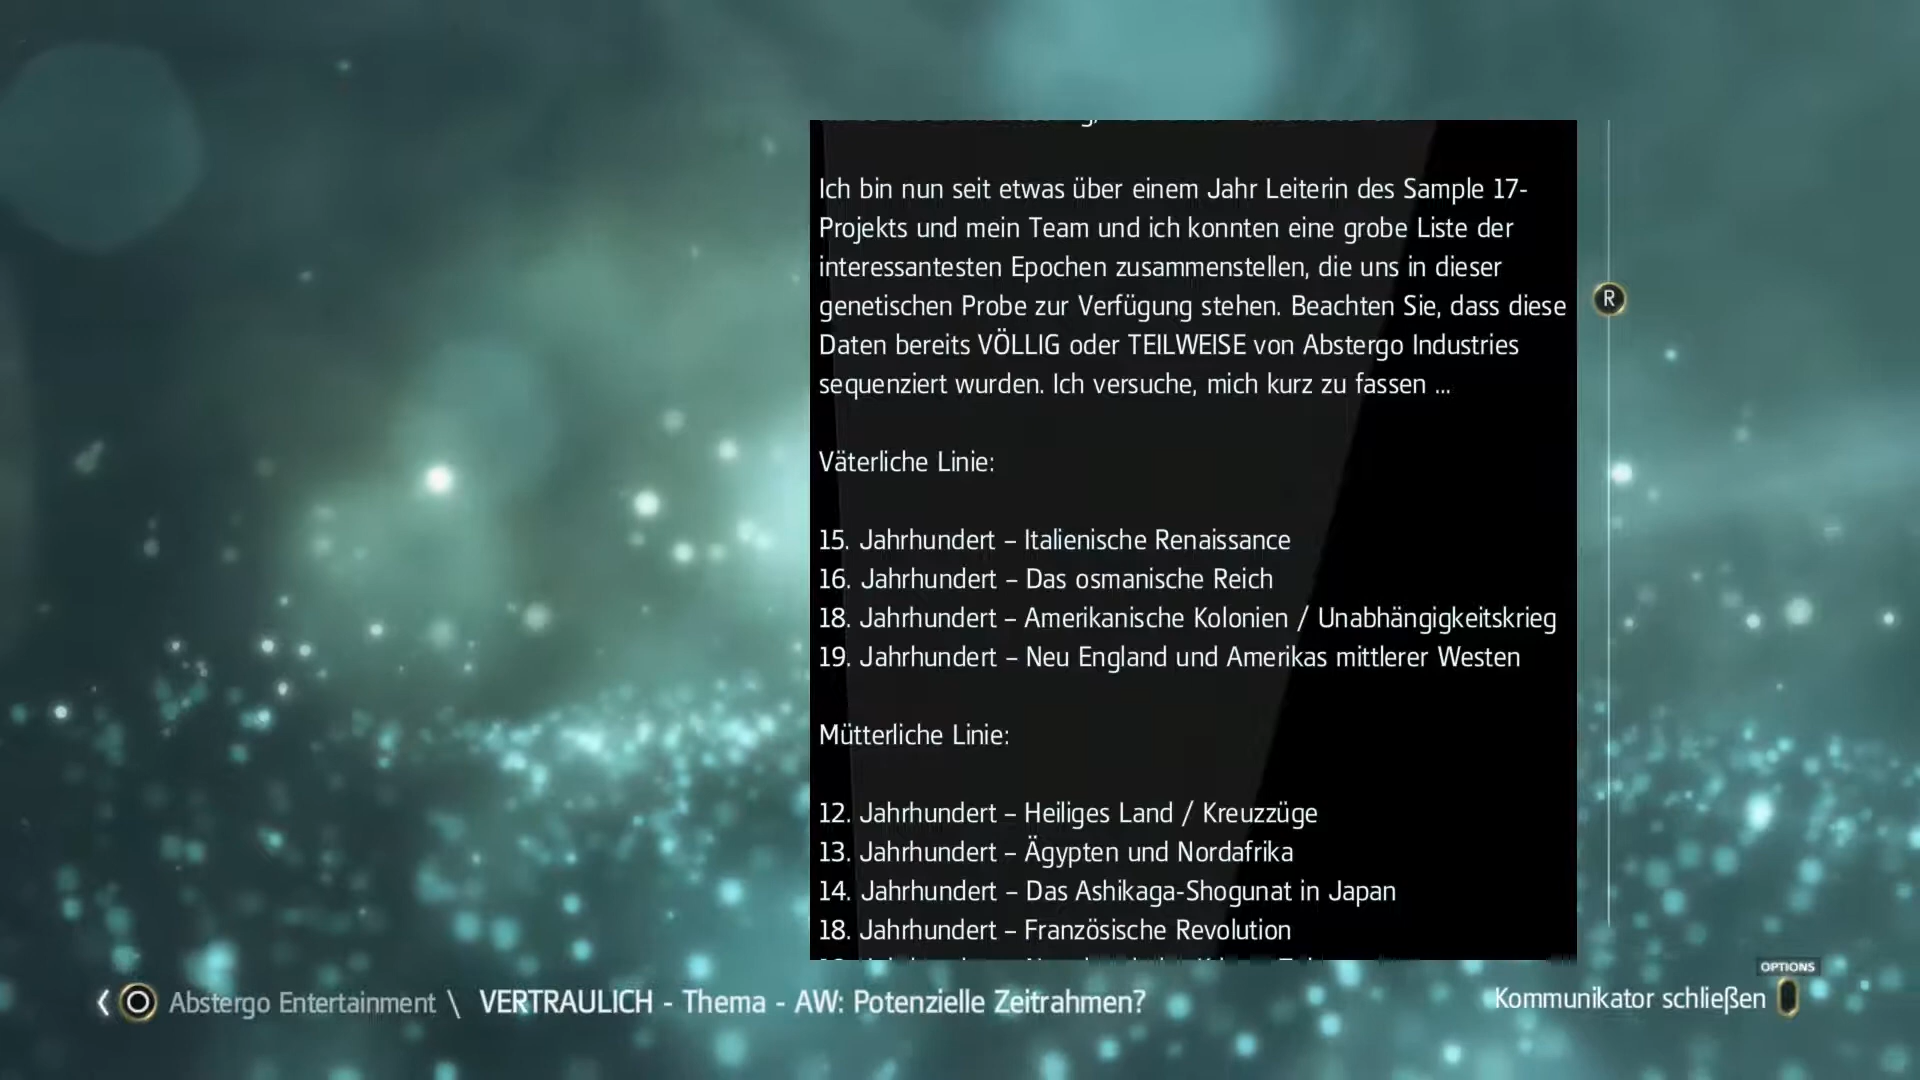 Ich bin nun seit etwas über einem Jahr Leiterin des Sample 17-
Projekts und mein Team und ich konnten eine grobe Liste der
interessantesten Epochen zusammenstellen, die uns in dieser
genetischen Probe zur Verfügung stehen. Beachten Sie, dass diese
Daten bereits VÖLLIG oder TEILWEISE von Abstergo Industries
sequenziert wurden. Ich versuche, mich kurz zu fassen ...
Väterliche Linie:
15. Jahrhundert – Italienische Renaissance
16. Jahrhundert – Das osmanische Reich
18. Jahrhundert – Amerikanische Kolonien / Unabhängigkeitskrieg
19. Jahrhundert – Neu England und Amerikas mittlerer Westen
Mütterliche Linie:
12. Jahrhundert – Heiliges Land / Kreuzzüge
13. Jahrhundert – Ägypten und Nordafrika
14. Jahrhundert – Das Ashikaga-Shogunat in Japan
18. Jahrhundert – Französische Revolution
R
Abstergo Entertainment \ VERTRAULICH - Thema - AW: Potenzielle Zeitrahmen?
OPTIONS
Kommunikator schließen